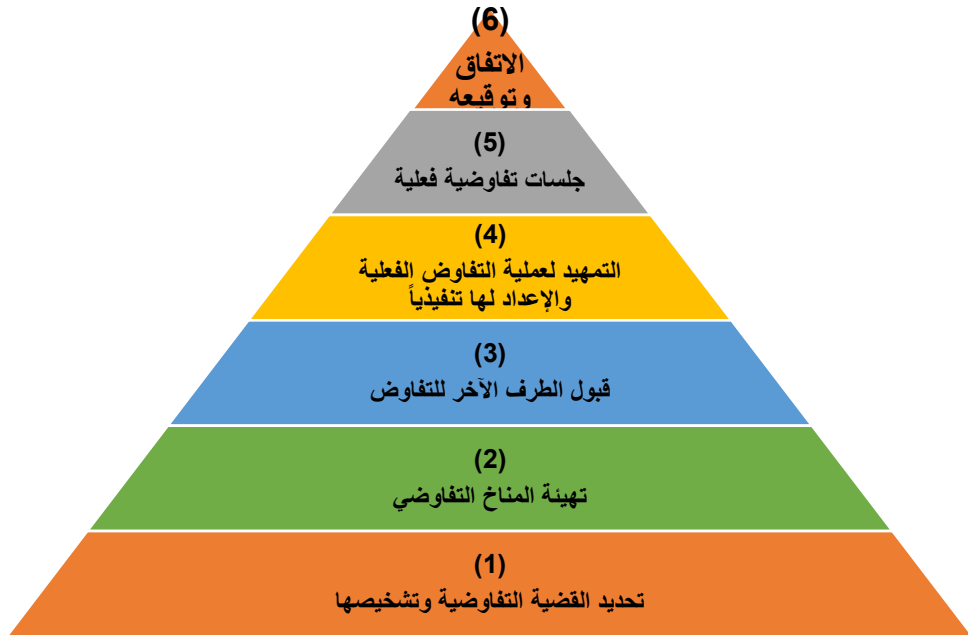 (6)
الاتفاق
وتوقيعه
(5)
جلسات تفاوضية فعلية
(4)
التمهيد لعملية التفاوض الفعلية
والإعداد لها تنفيذياً
(3)
قبول الطرف الآخر للتفاوض
(2)
تهيئة المناخ التفاوضي
(1)
تحديد القضية التفاوضية وتشخيصها